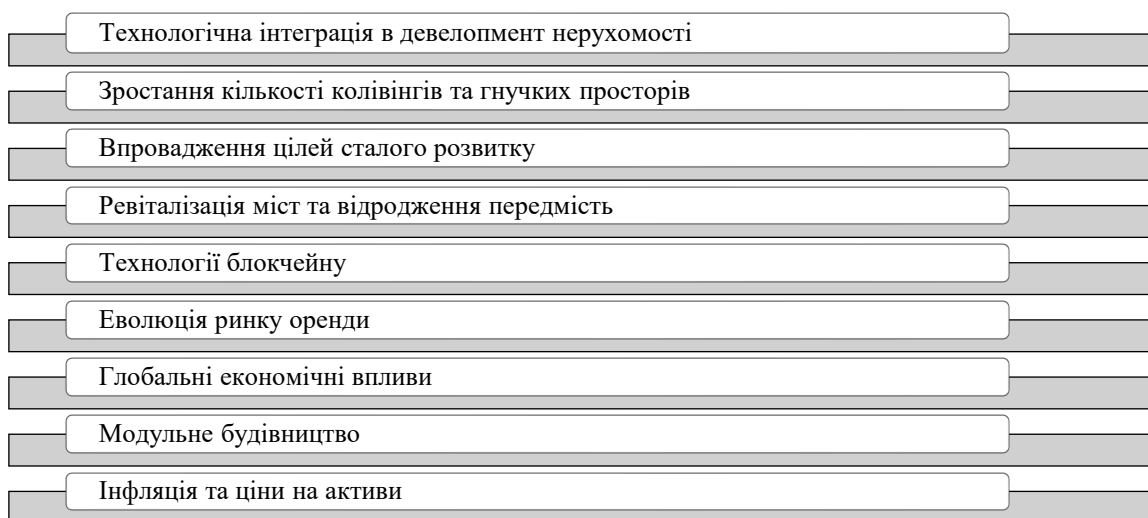 Технологічна інтеграція в девелопмент нерухомості
Зростання кількості колівінгів та гнучких просторів
Впровадження цілей сталого розвитку
Ревіталізація міст та відродження передмість
Технології блокчейну
Еволюція ринку оренди
Глобальні економічні впливи
Модульне будівництво
Інфляція та ціни на активи